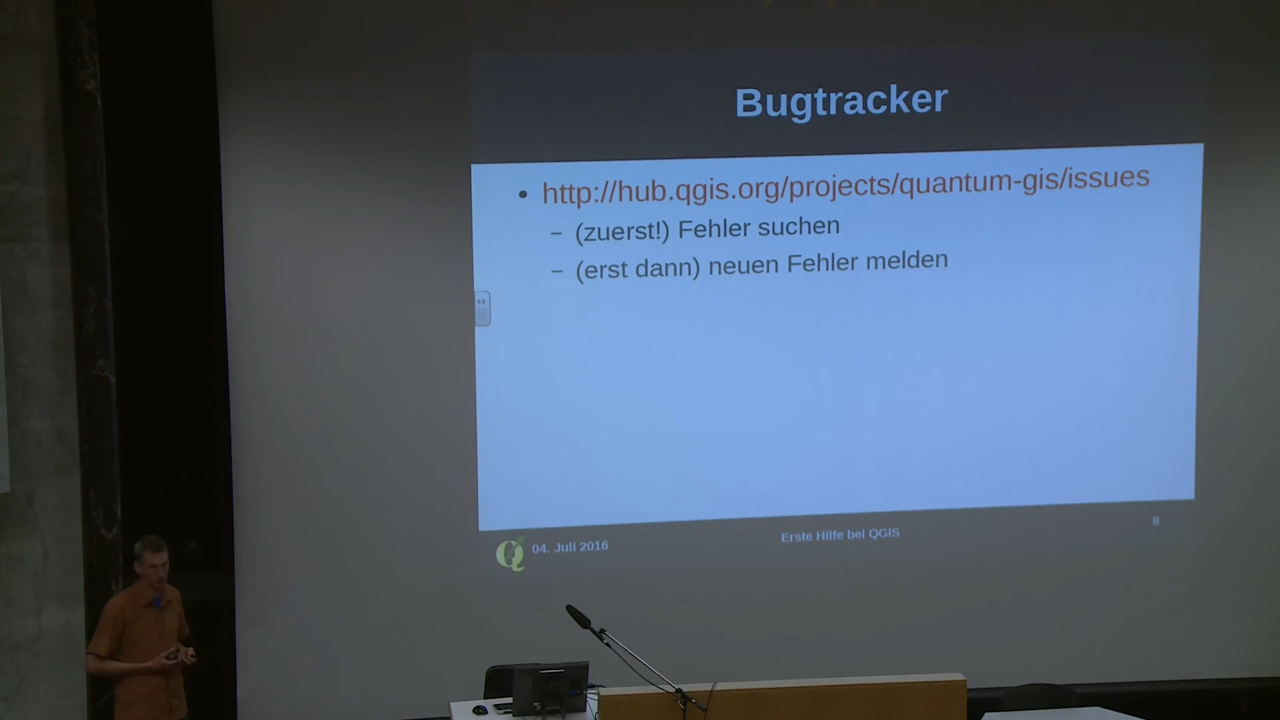 Bugtracker
http://hub.qgis.org/projects/quantum-gis/issues
(zuerst!) Fehler suchen
(erst dann) neuen Fehler melden
04. Juli 2016
Erste Hilfe bei QGIS
8